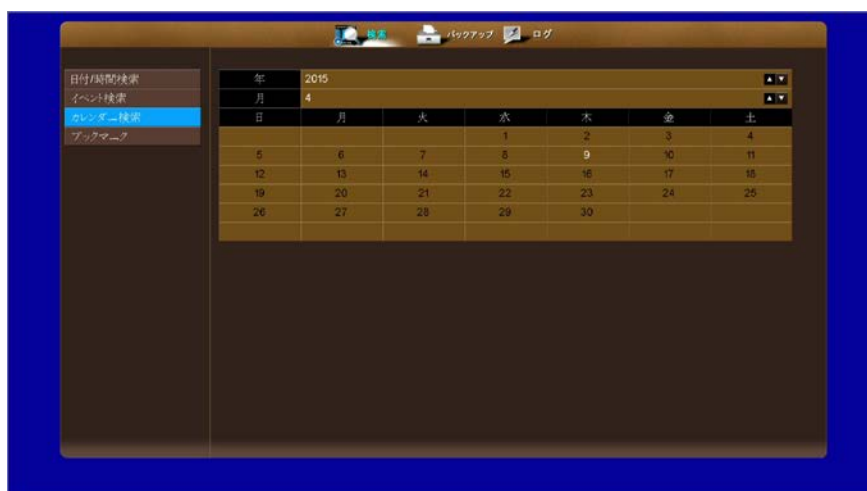 検索 バックアップ ログ
日付/時間検索
イベント検索
カレンダー検索
ブックマーク
年 2015
月 4
日 月 火 水 木 金 土
1 2 3 4
5 6 7 8 9 10 11
12 13 14 15 16 17 18
19 20 21 22 23 24 25
26 27 28 29 30